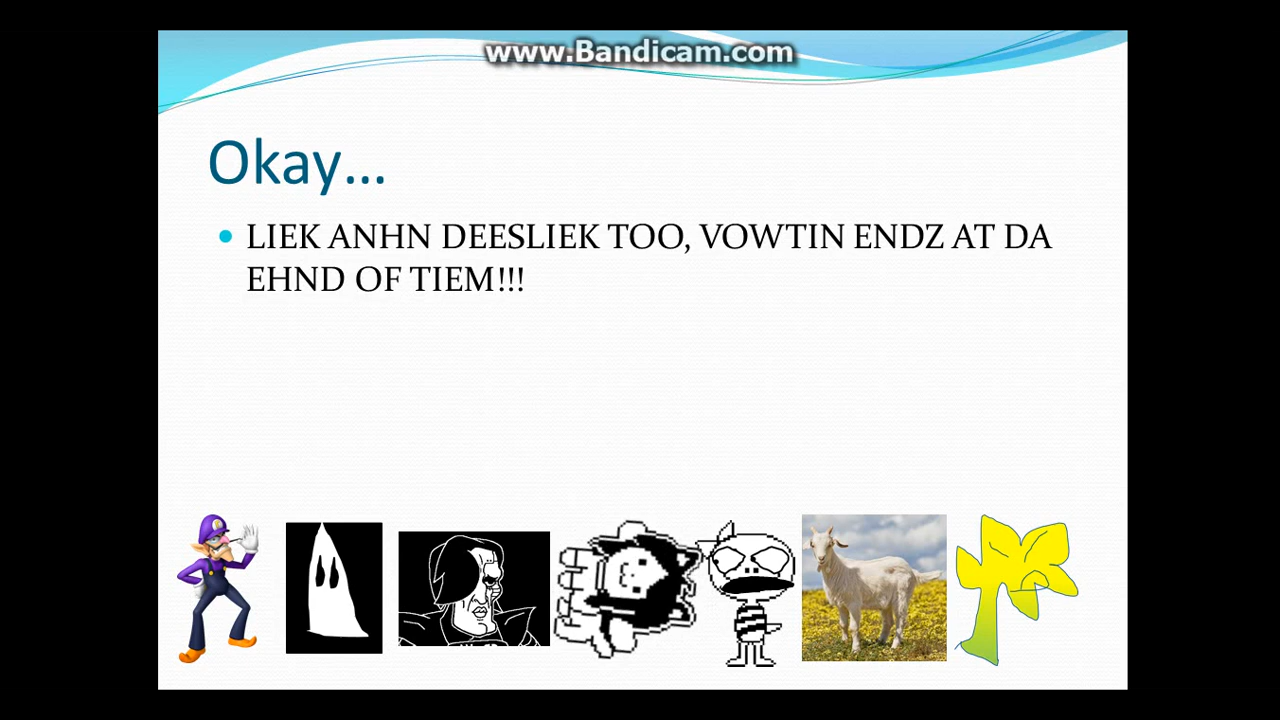 www.Bandicam.com
Okay...
LIEK ANHN DEESLIEK TOO, VOWTIN ENDZ AT DA
EHND OF TIEM!!!